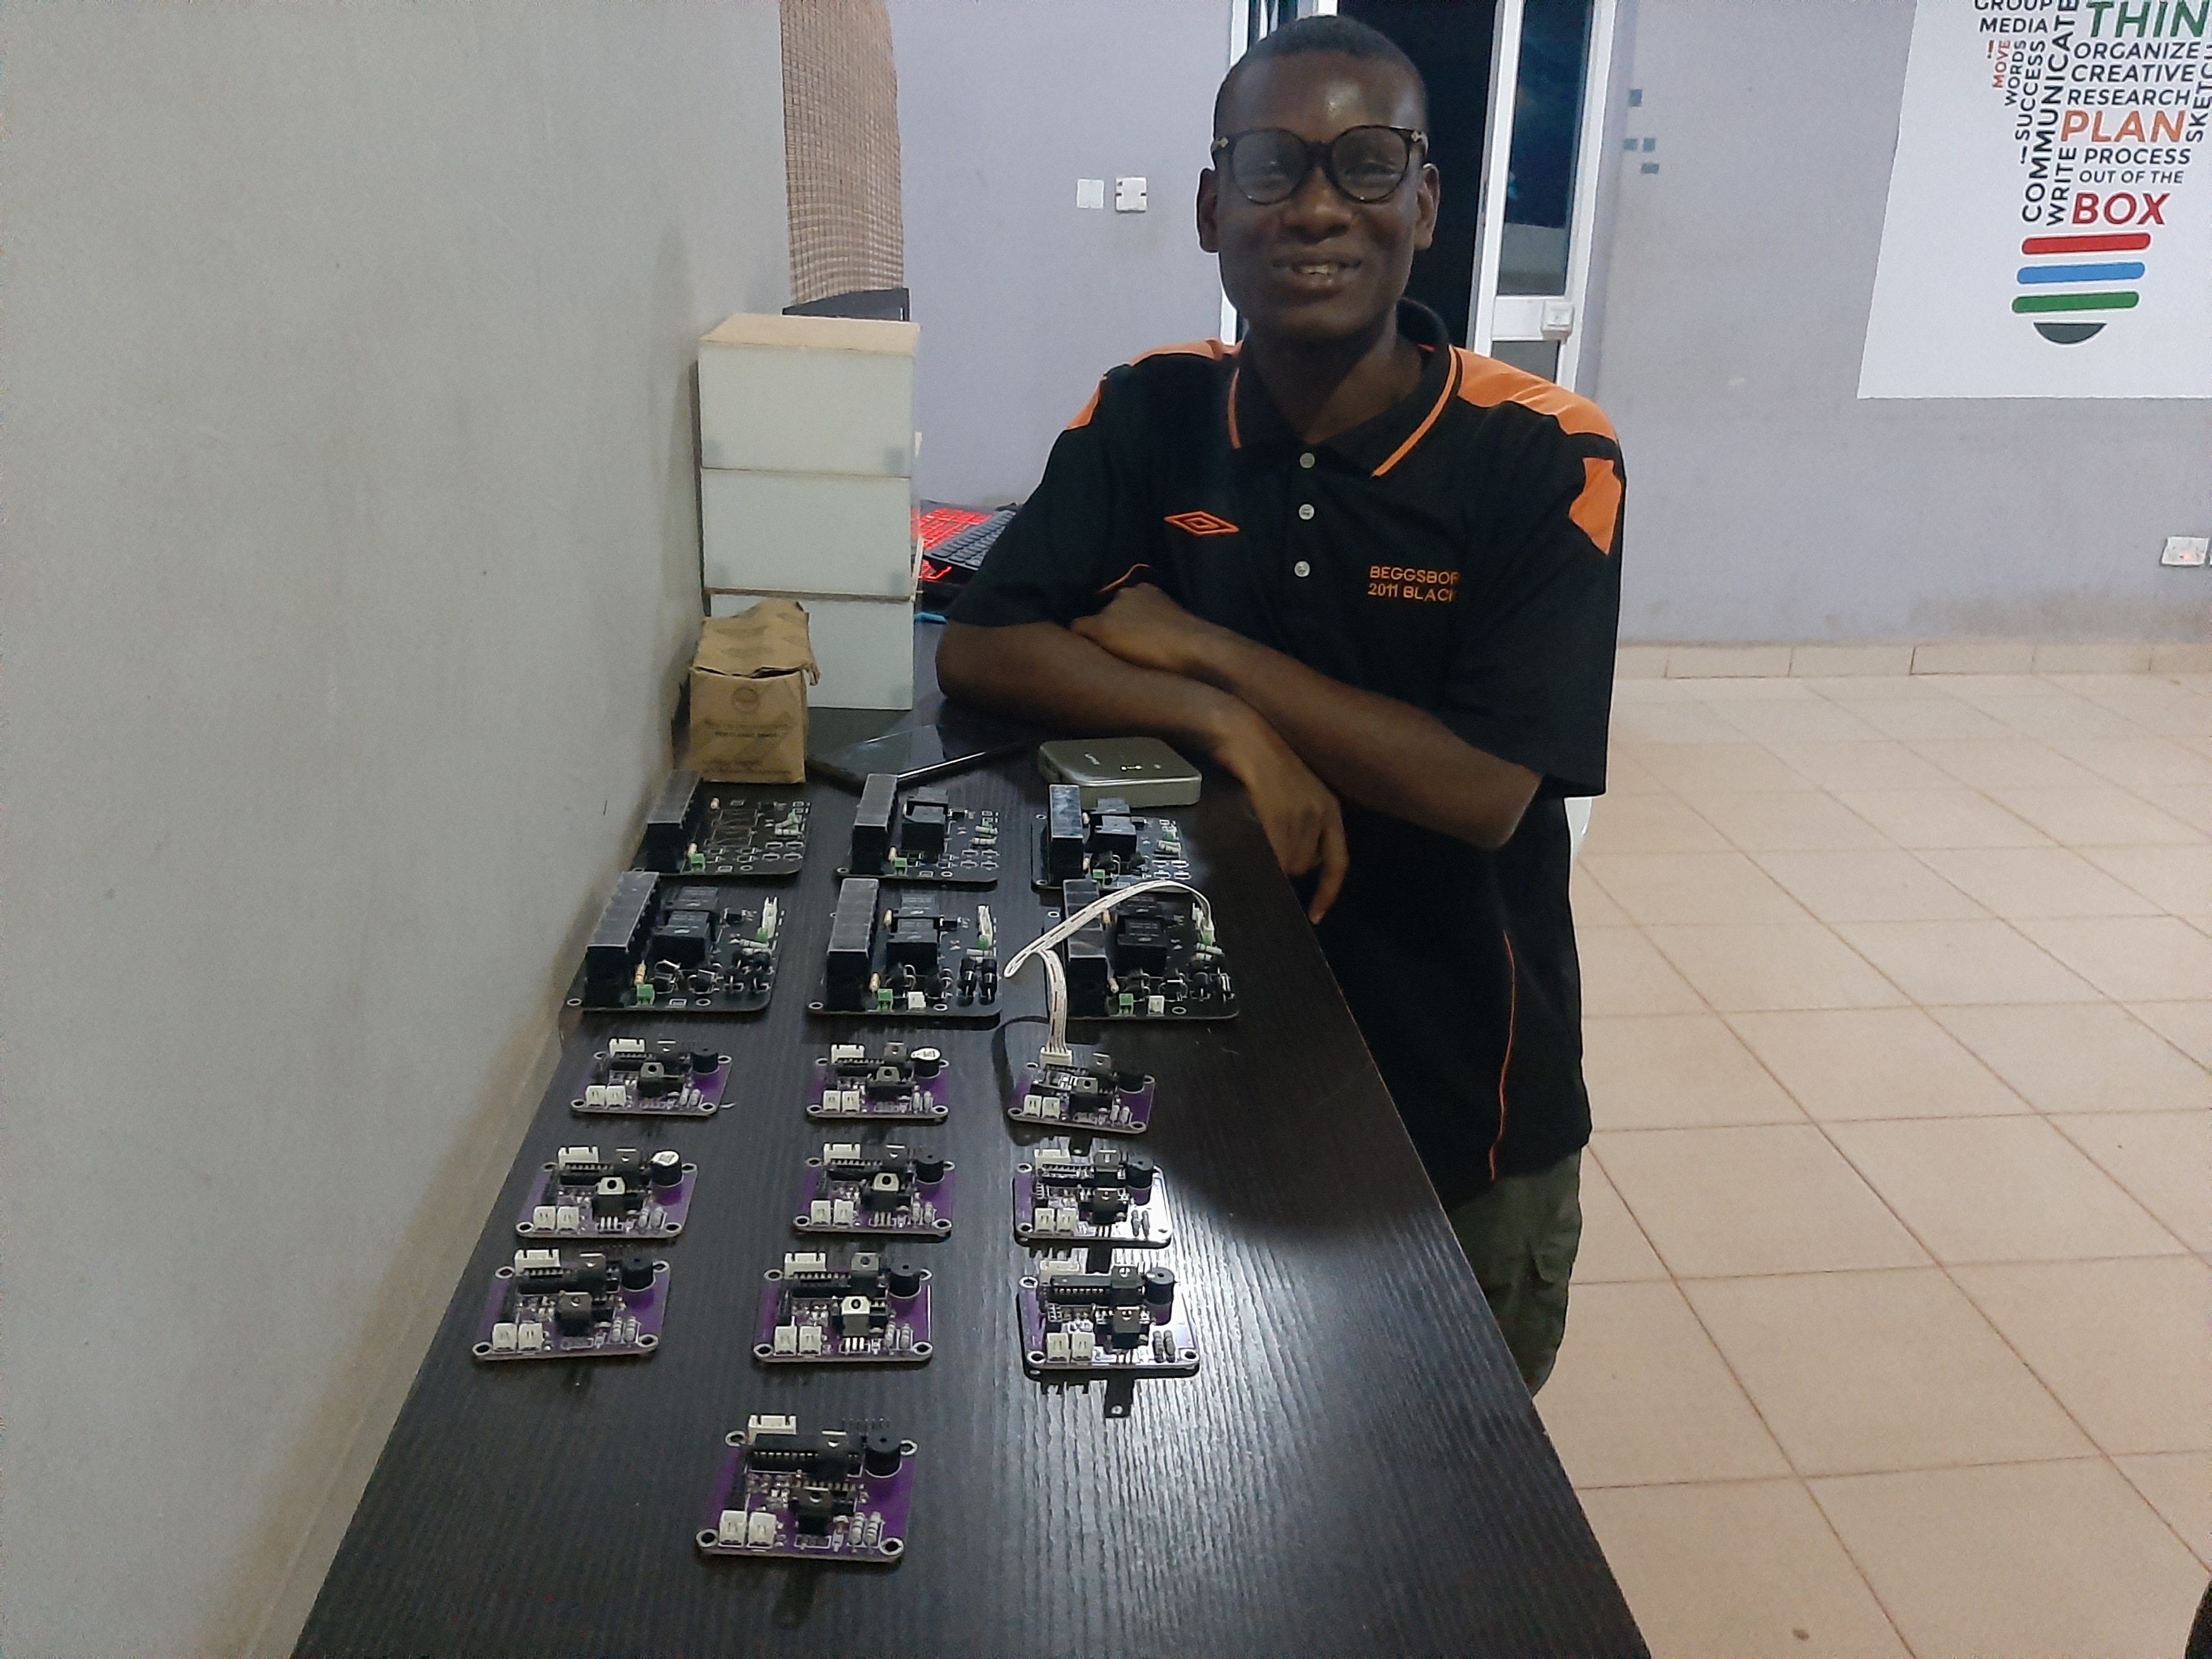 GROUP
MEDIA
! MOVE
WORDS
! SUCCESS
COMMUNICATE
WRITE
THIN
ORGANIZE
CREATIVE
RESEARCH
PLAN
PROCESS
OUT OF THE
BOX
SKETC
BEGGSBOR
2011 BLACK